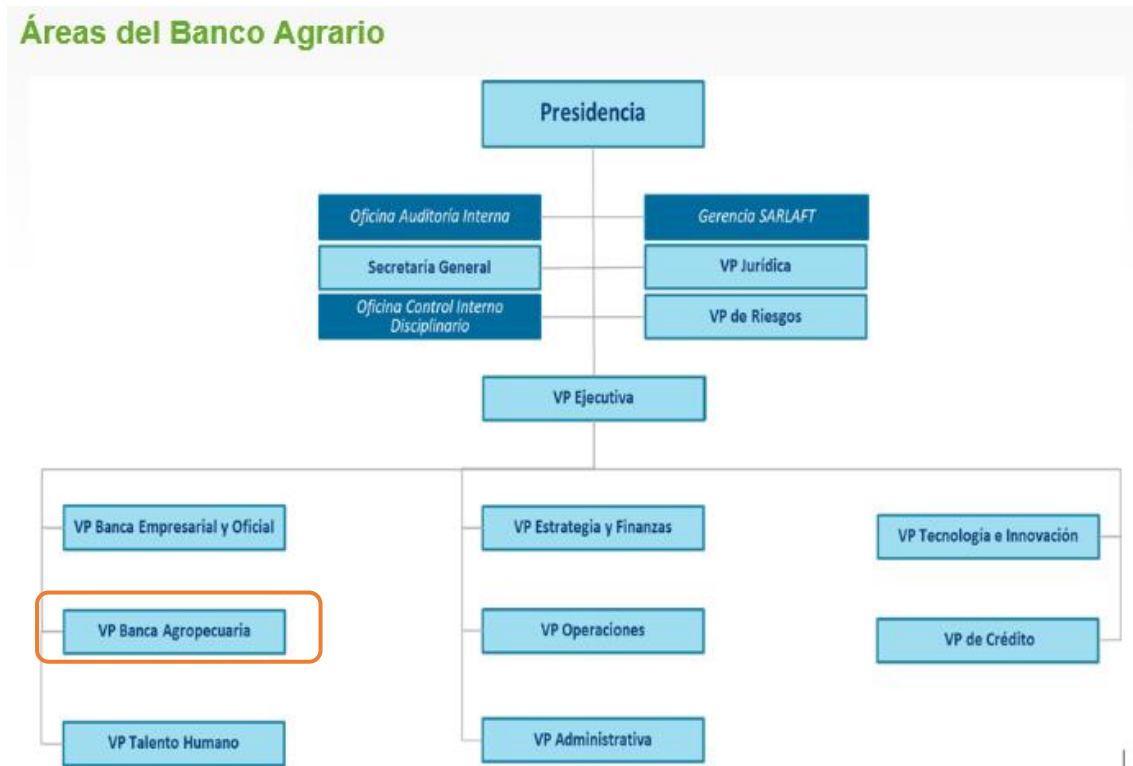 Áreas del Banco Agrario
Presidencia
Oficina Auditoría Interna
Gerencia SARLAFT
Secretaría General
VP Jurídica
Oficina Control Interno
Disciplinario
VP de Riesgos
VP Ejecutiva
VP Banca Empresarial y Oficial
VP Estrategia y Finanzas
VP Tecnología e Innovación
VP Banca Agropecuaria
VP Operaciones
VP de Crédito
VP Talento Humano
VP Administrativa